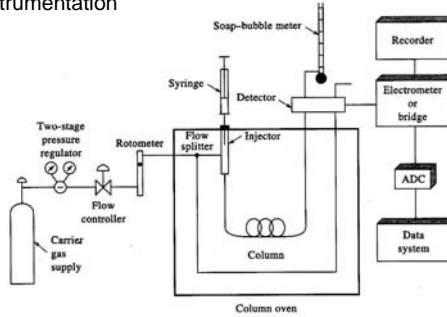 trumentation
Soap-bubble meter
Recorder
Syringe
Detector
Electrometer
or
bridge
Two-stage
pressure
regulator
Rotometer
Flow
splitter
Injector
ADC
Flow
controller
Column
Data
system
Carrier
gas
supply
Column oven